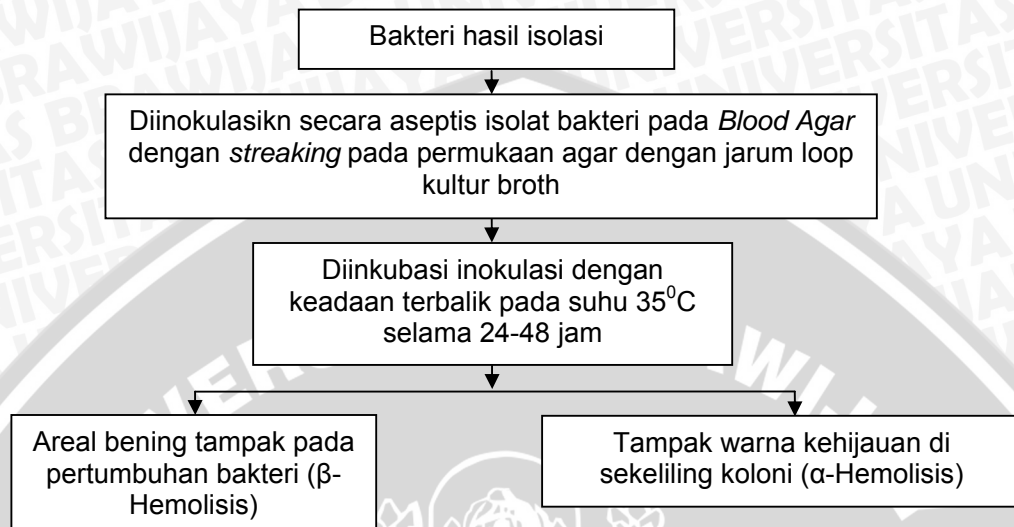 Bakteri hasil isolasi
Diinokulasikn secara aseptis isolat bakteri pada Blood Agar
dengan streaking pada permukaan agar dengan jarum loop
kultur broth
Diinkubasi inokulasi dengan
keadaan terbalik pada suhu 35⁰C
selama 24-48 jam
Areal bening tampak pada
pertumbuhan bakteri (β-
Hemolisis)
Tampak warna kehijauan di
sekeliling koloni (α-Hemolisis)